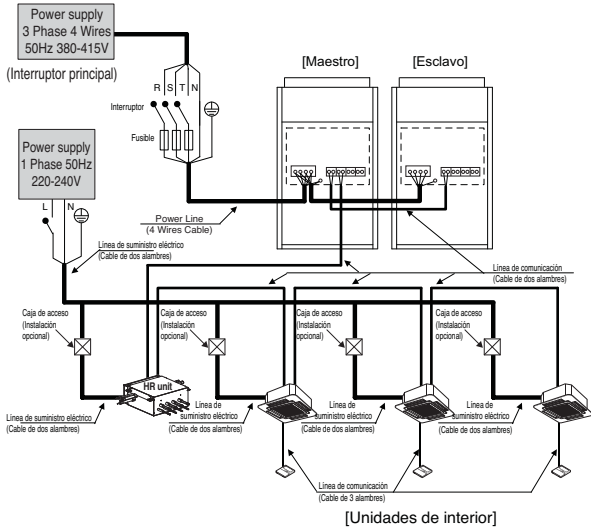 Power supply
3 Phase 4 Wires
50Hz 380-415V
(Interruptor principal)
[Maestro]
[Esclavo]
R S T N
Interruptor
Fusible
Power supply
1 Phase 50Hz
220-240V
L N
Power Line
(4 Wires Cable)
Línea de suministro eléctrico
(Cable de dos alambres)
Línea de comunicación
(Cable de dos alambres)
Caja de acceso
(Instalación
opcional)
Caja de acceso
(Instalación
opcional)
Caja de acceso
(Instalación
opcional)
Caja de acceso
(Instalación
opcional)
HR unit
Línea de suministro eléctrico
(Cable de dos alambres)
Línea de
suministro eléctrico
(Cable de dos alambres)
Línea de
suministro eléctrico
(Cable de dos alambres)
Línea de
suministro eléctrico
(Cable de dos alambres)
Línea de comunicación
(Cable de 3 alambres)
[Unidades de interior]